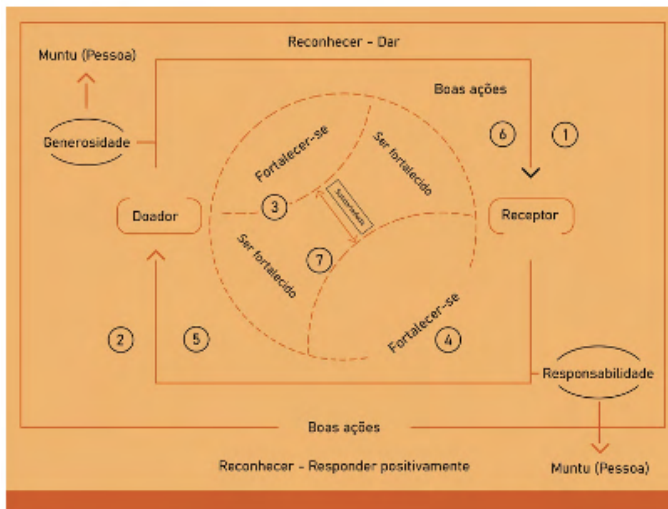 Reconhecer - Dar
Muntu (Pessoa)
Boas ações
Generosidade
6
1
Fortalecer-se
Ser fortalecido
3
Doador
Receptor
Ser fortalecido
7
2
5
Fortalecer-se
4
Responsabilidade
Boas ações
Reconhecer - Responder positivamente
Muntu (Pessoa)